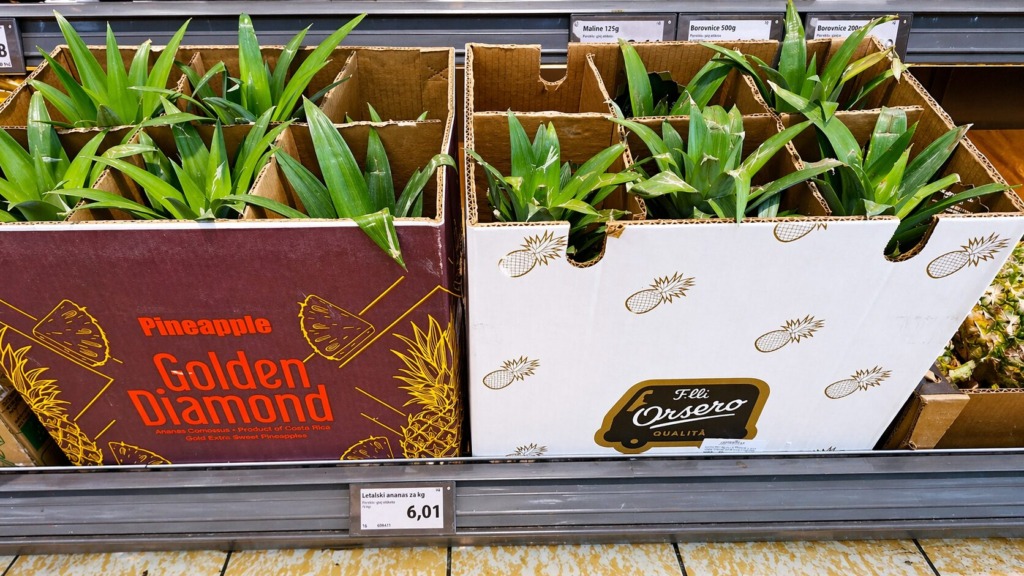 8
Maline 125g
Borovnice 500g
Borovnice 200g
Pineapple
Golden
Diamond
Ananas Comosus • Product of Costa Rica
Gold Extra Sweet Pineapples
F.lli
Orsero
QUALITÀ
Letalski ananas za kg
6,01